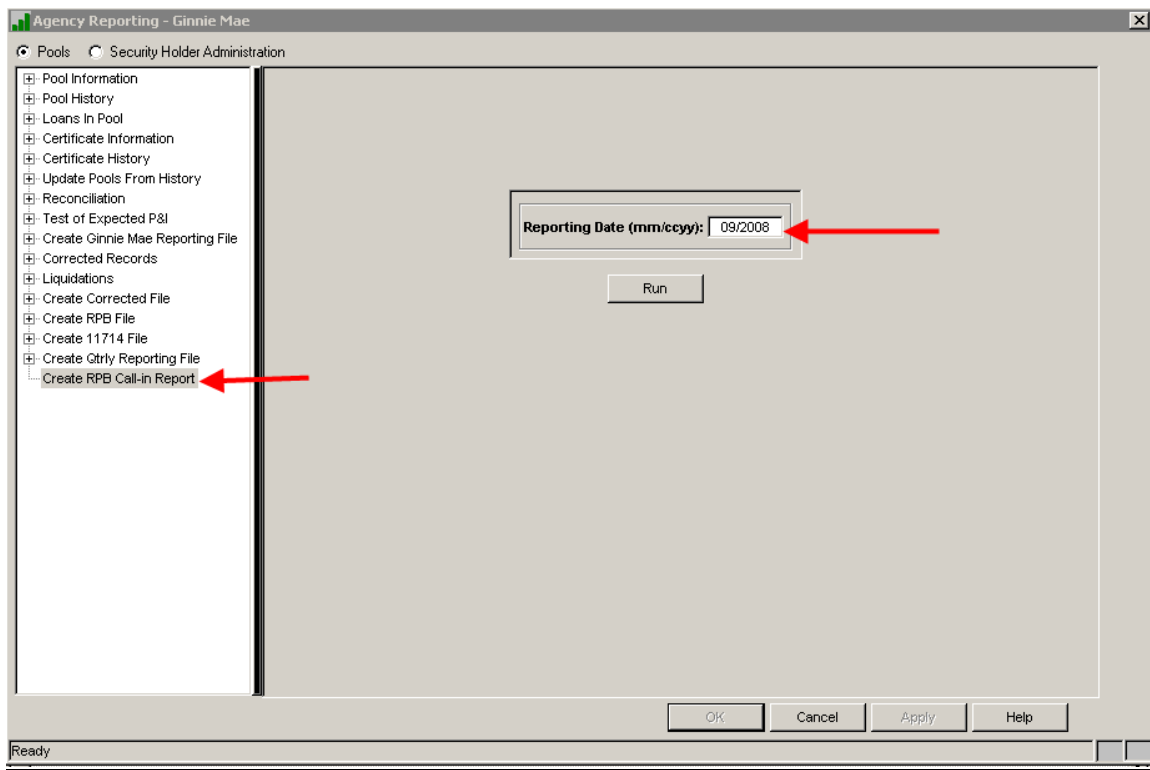 Agency Reporting - Ginnie Mae
Pools Security Holder Administration
Pool Information
Pool History
Loans In Pool
Certificate Information
Certificate History
Update Pools From History
Reconciliation
Test of Expected P&I
Create Ginnie Mae Reporting File
Corrected Records
Liquidations
Create Corrected File
Create RPB File
Create 11714 File
Create Qtrly Reporting File
Create RPB Call-in Report
Reporting Date (mm/ccyy): 09/2008
Run
OK Cancel Apply Help
Ready